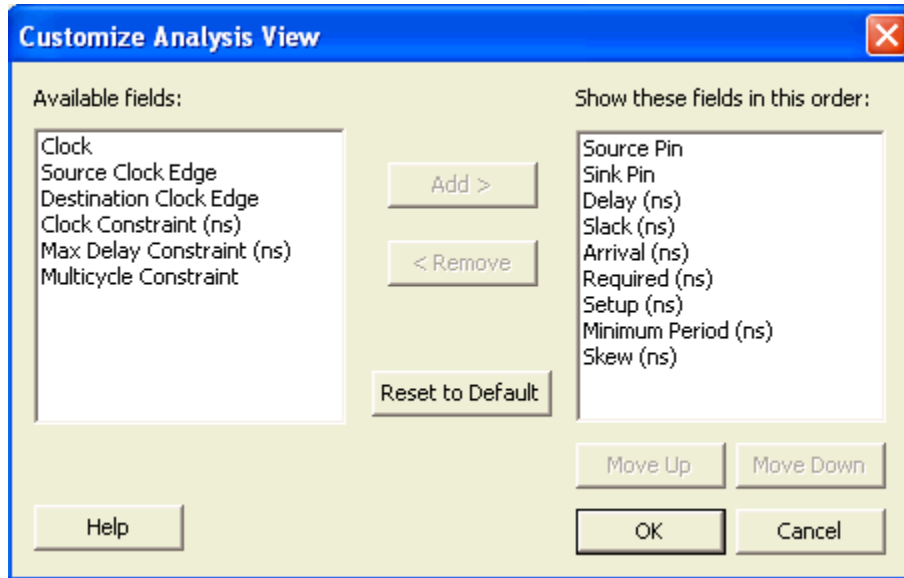 Customize Analysis View
Available fields:
Clock
Source Clock Edge
Destination Clock Edge
Clock Constraint (ns)
Max Delay Constraint (ns)
Multicycle Constraint
Add >
< Remove
Reset to Default
Show these fields in this order:
Source Pin
Sink Pin
Delay (ns)
Slack (ns)
Arrival (ns)
Required (ns)
Setup (ns)
Minimum Period (ns)
Skew (ns)
Move Up
Move Down
Help
OK
Cancel